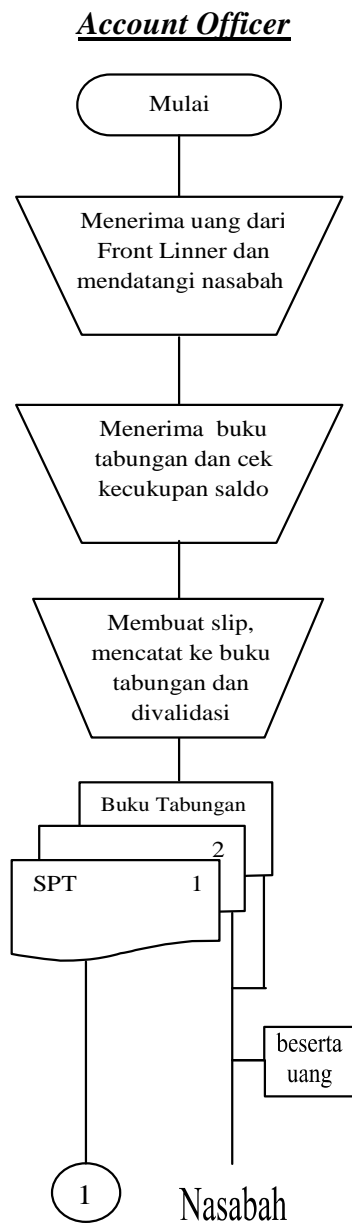 Account Officer
Mulai
Menerima uang dari
Front Linner dan
mendatangi nasabah
Menerima buku
tabungan dan cek
kecukupan saldo
Membuat slip,
mencatat ke buku
tabungan dan
divalidasi
Buku Tabungan
2
SPT 1
beserta
uang
1
Nasabah